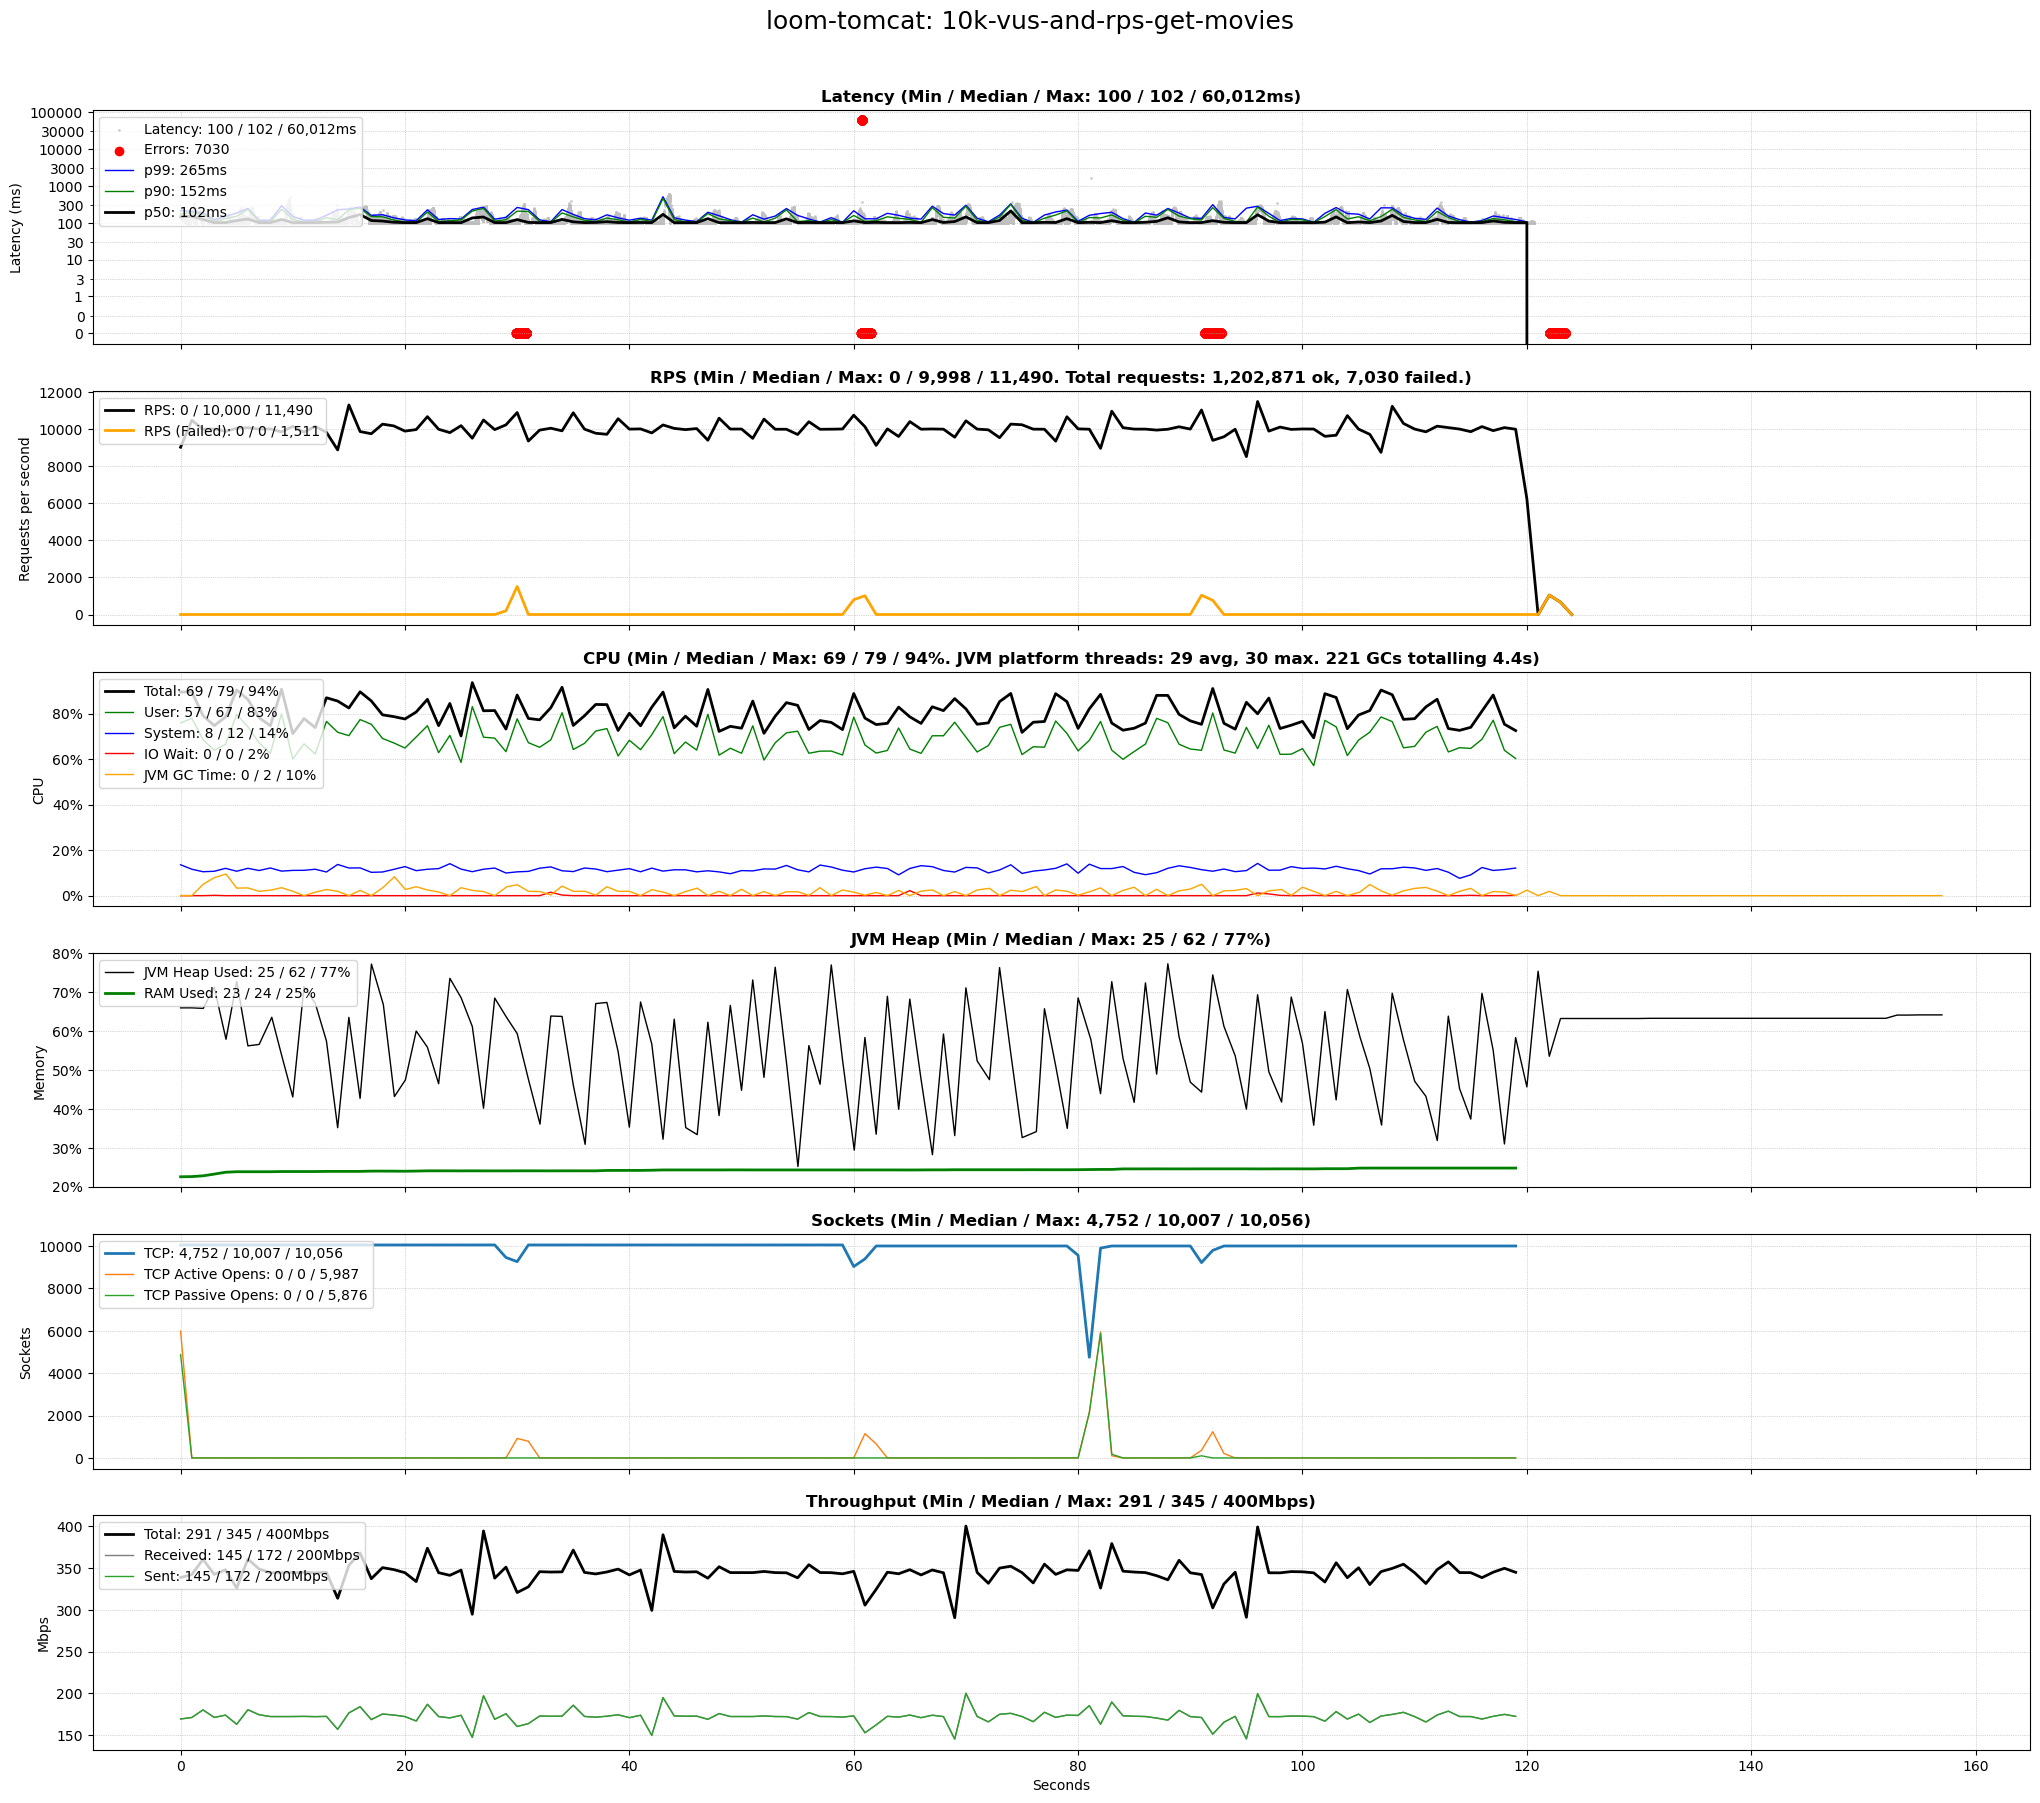 loom-tomcat: 10k-vus-and-rps-get-movies
Latency (Min / Median / Max: 100 / 102 / 60,012ms)
Latency (ms)
100000
30000
10000
3000
1000
300
100
30
10
3
1
0
0
Latency: 100 / 102 / 60,012ms
Errors: 7030
p99: 265ms
p90: 152ms
p50: 102ms
RPS (Min / Median / Max: 0 / 9,998 / 11,490. Total requests: 1,202,871 ok, 7,030 failed.)
Requests per second
12000
10000
8000
6000
4000
2000
0
RPS: 0 / 10,000 / 11,490
RPS (Failed): 0 / 0 / 1,511
CPU (Min / Median / Max: 69 / 79 / 94%. JVM platform threads: 29 avg, 30 max. 221 GCs totalling 4.4s)
CPU
80%
60%
40%
20%
0%
Total: 69 / 79 / 94%
User: 57 / 67 / 83%
System: 8 / 12 / 14%
IO Wait: 0 / 0 / 2%
JVM GC Time: 0 / 2 / 10%
JVM Heap (Min / Median / Max: 25 / 62 / 77%)
Memory
80%
70%
60%
50%
40%
30%
20%
JVM Heap Used: 25 / 62 / 77%
RAM Used: 23 / 24 / 25%
Sockets (Min / Median / Max: 4,752 / 10,007 / 10,056)
Sockets
10000
8000
6000
4000
2000
0
TCP: 4,752 / 10,007 / 10,056
TCP Active Opens: 0 / 0 / 5,987
TCP Passive Opens: 0 / 0 / 5,876
Throughput (Min / Median / Max: 291 / 345 / 400Mbps)
Mbps
400
350
300
250
200
150
Total: 291 / 345 / 400Mbps
Received: 145 / 172 / 200Mbps
Sent: 145 / 172 / 200Mbps
0 20 40 60 80 100 120 140 160
Seconds